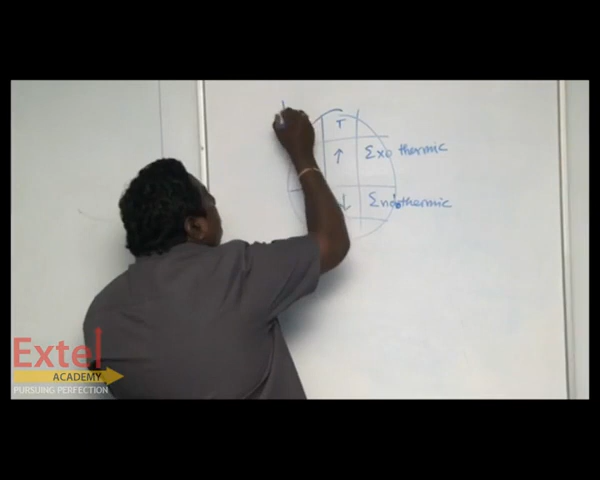 T
↑ Exo thermic
↓ Endothermic
Extel
ACADEMY
PURSUING PERFECTION